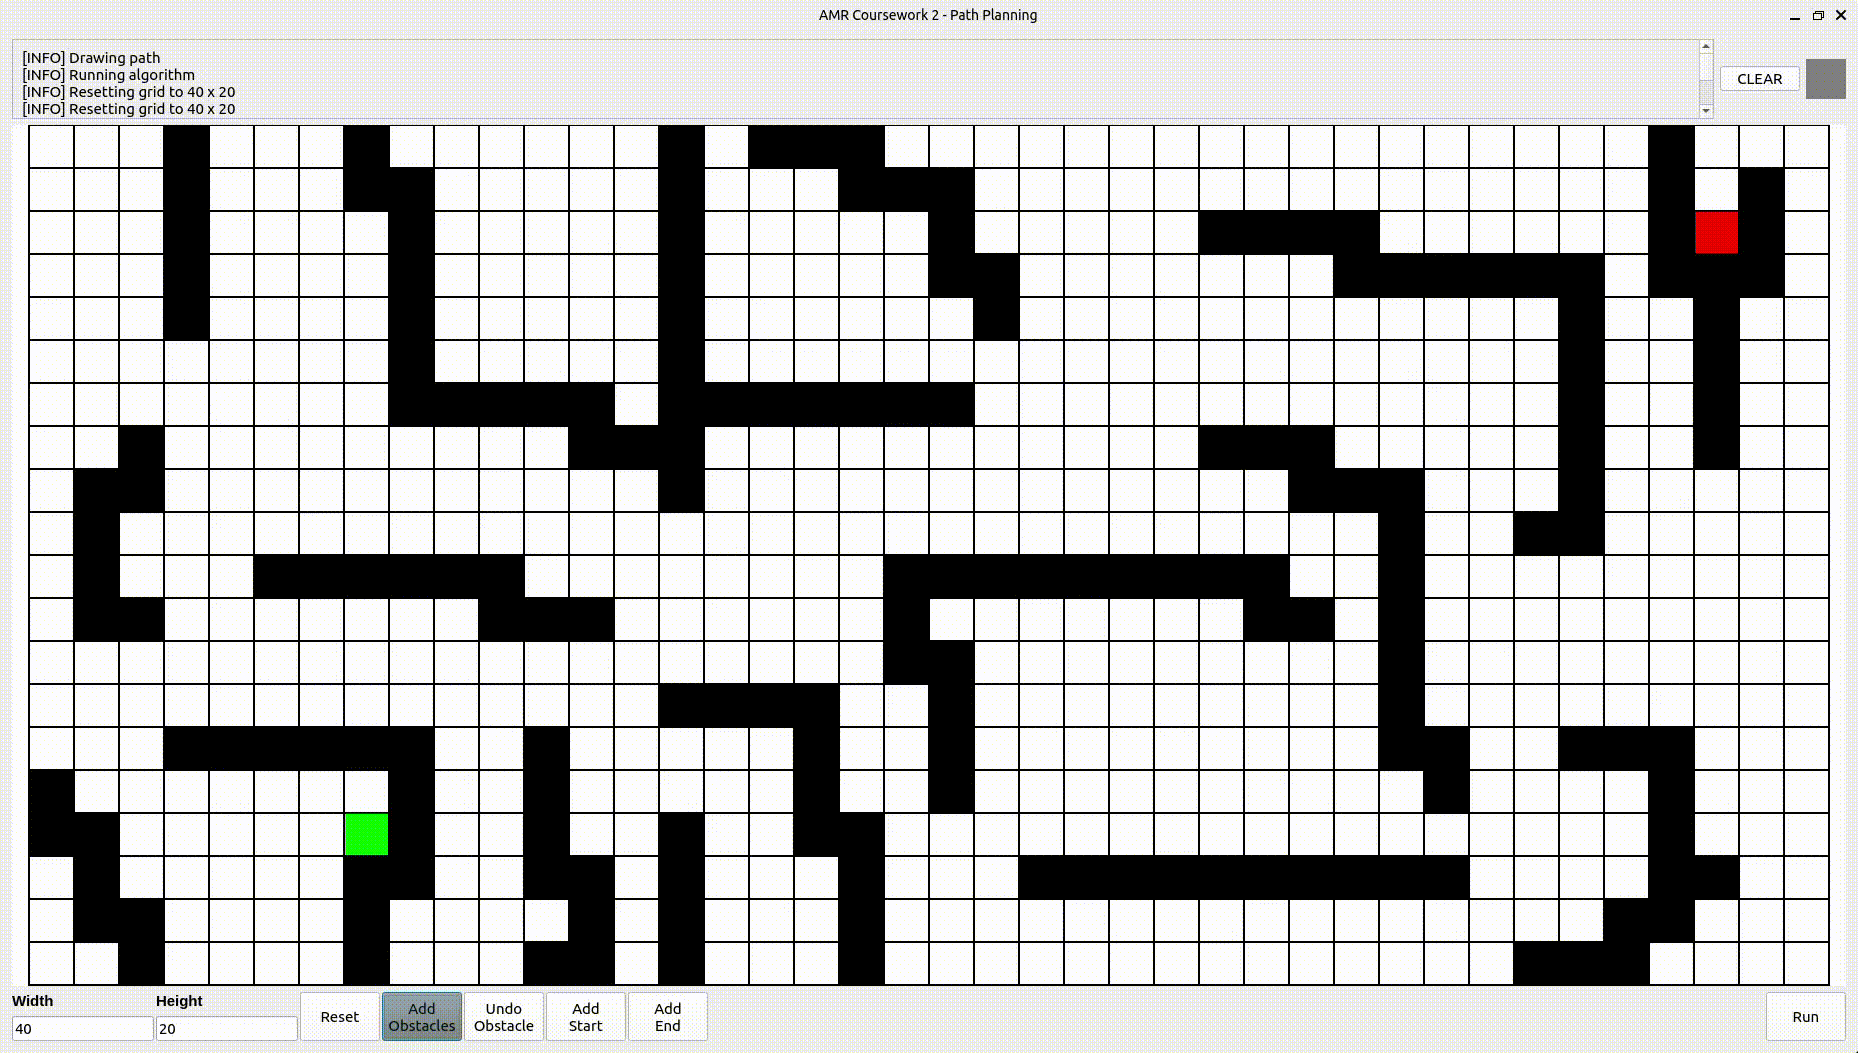 AMR Coursework 2 - Path Planning
[INFO] Drawing path
[INFO] Running algorithm
[INFO] Resetting grid to 40 x 20
[INFO] Resetting grid to 40 x 20
CLEAR
Width
Height
40
20
Reset
Add
Obstacles
Undo
Obstacle
Add
Start
Add
End
Run